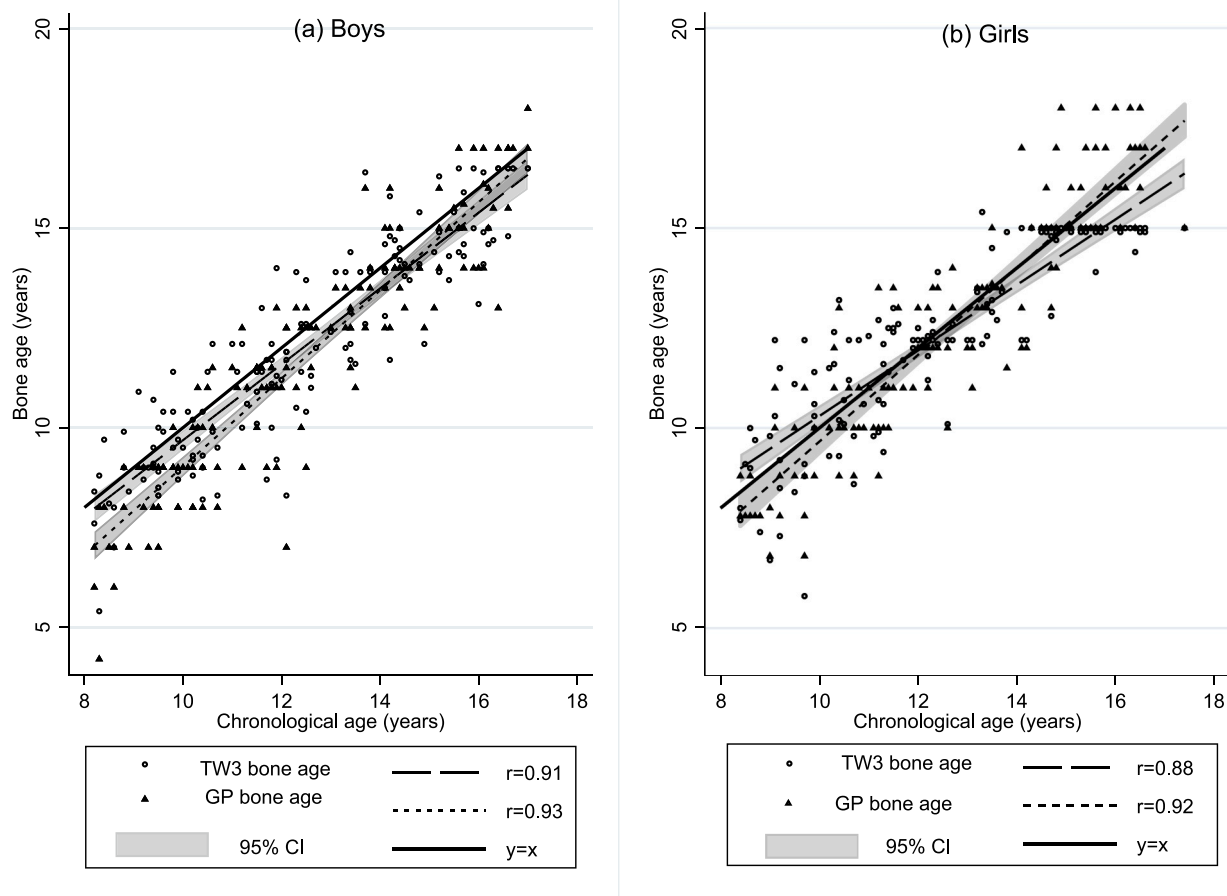 (a) Boys
20
15
10
5
Bone age (years)
8 10 12 14 16 18
Chronological age (years)
TW3 bone age r=0.91
GP bone age r=0.93
95% CI y=x
(b) Girls
20
15
10
5
Bone age (years)
8 10 12 14 16 18
Chronological age (years)
TW3 bone age r=0.88
GP bone age r=0.92
95% CI y=x